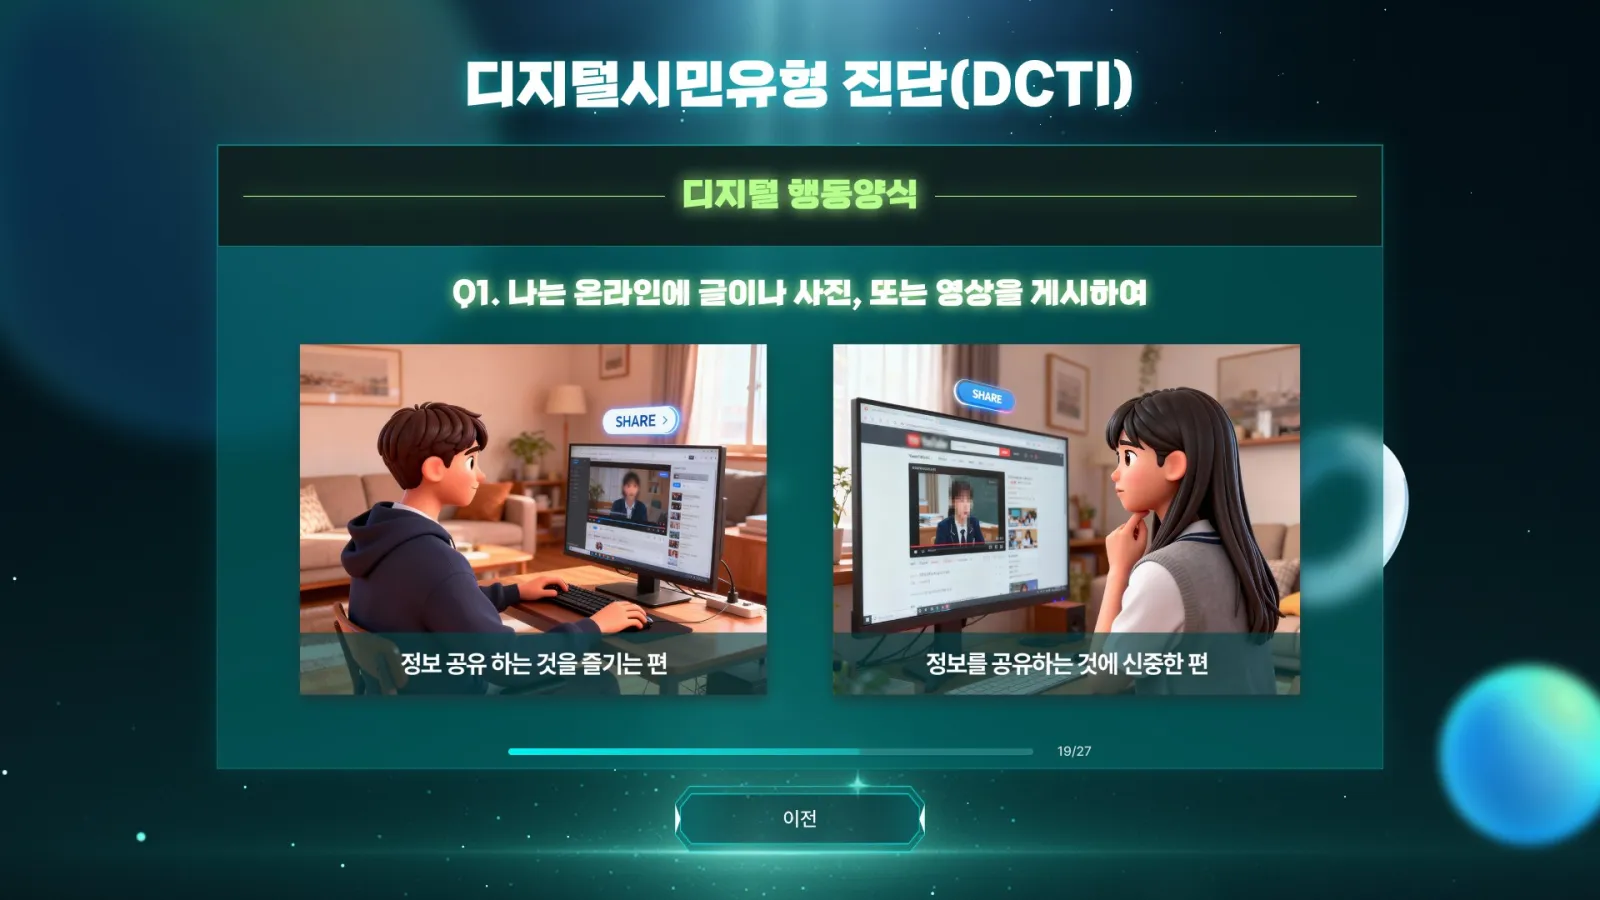 디지털시민유형 진단(DCTI)
디지털 행동양식
Q1. 나는 온라인에 글이나 사진, 또는 영상을 게시하여
SHARE >
SHARE
정보 공유 하는 것을 즐기는 편
정보를 공유하는 것에 신중한 편
19/27
이전